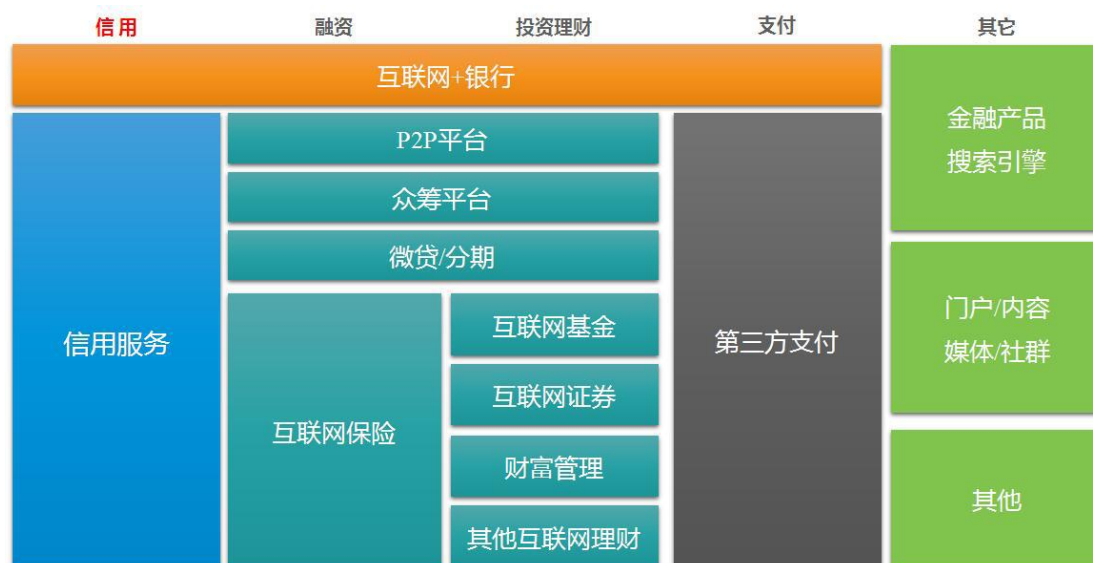 信用
融资
投资理财
支付
其它
互联网+银行
金融产品
搜索引擎
P2P平台
众筹平台
微贷/分期
信用服务
互联网保险
互联网基金
互联网证券
财富管理
其他互联网理财
第三方支付
门户/内容
媒体/社群
其他